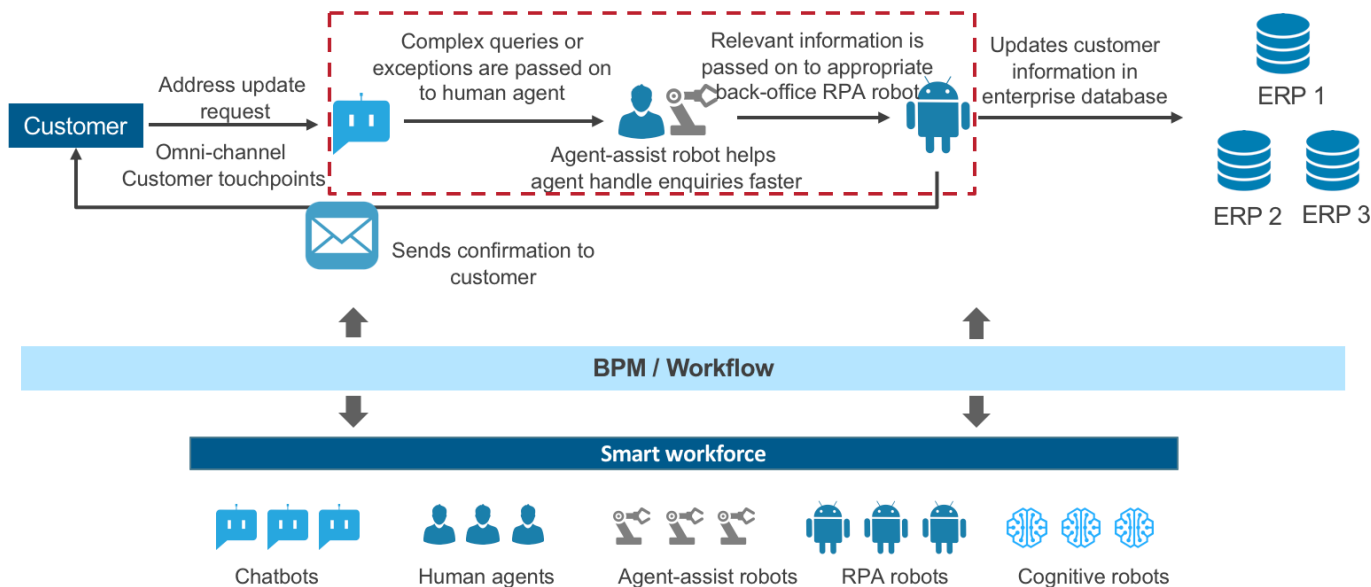 Complex queries or
exceptions are passed on
to human agent
Relevant information is
passed on to appropriate
back-office RPA robot
Updates customer
information in
enterprise database
ERP 1
Address update
request
Customer
Omni-channel
Customer touchpoints
Agent-assist robot helps
agent handle enquiries faster
ERP 2
ERP 3
Sends confirmation to
customer
BPM / Workflow
Smart workforce
Chatbots
Human agents
Agent-assist robots
RPA robots
Cognitive robots